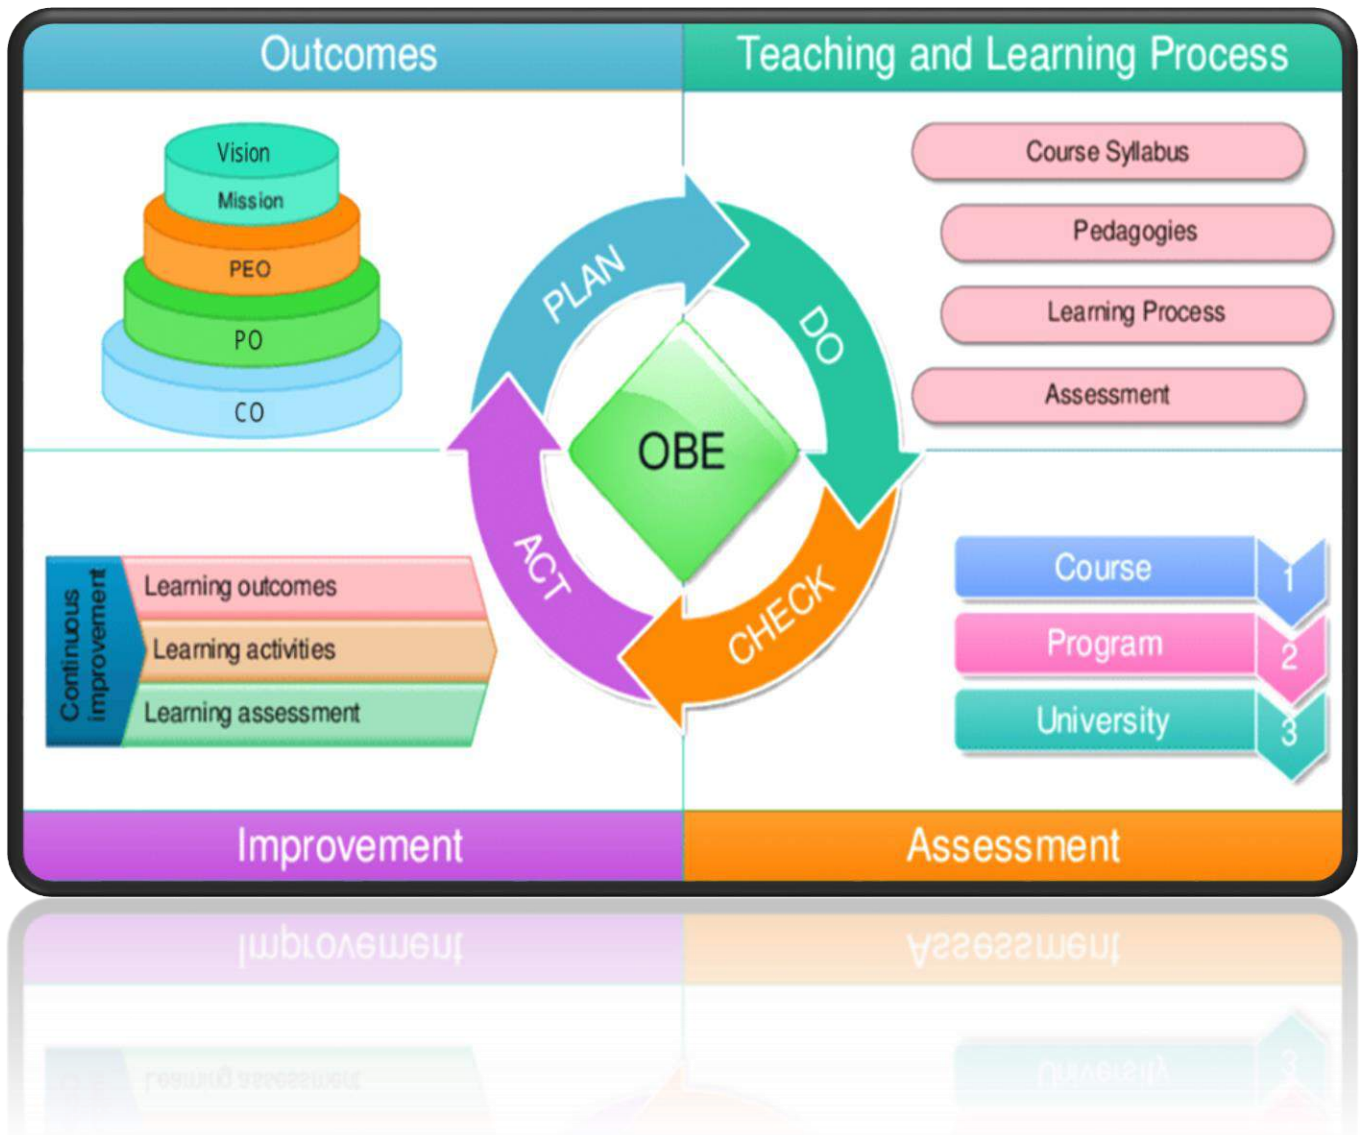 Outcomes
Teaching and Learning Process
Vision
Mission
PEO
PO
CO
Course Syllabus
Pedagogies
Learning Process
Assessment
PLAN
DO
CHECK
ACT
OBE
Continuous
improvement
Learning outcomes
Learning activities
Learning assessment
Course 1
Program 2
University 3
Improvement
Assessment